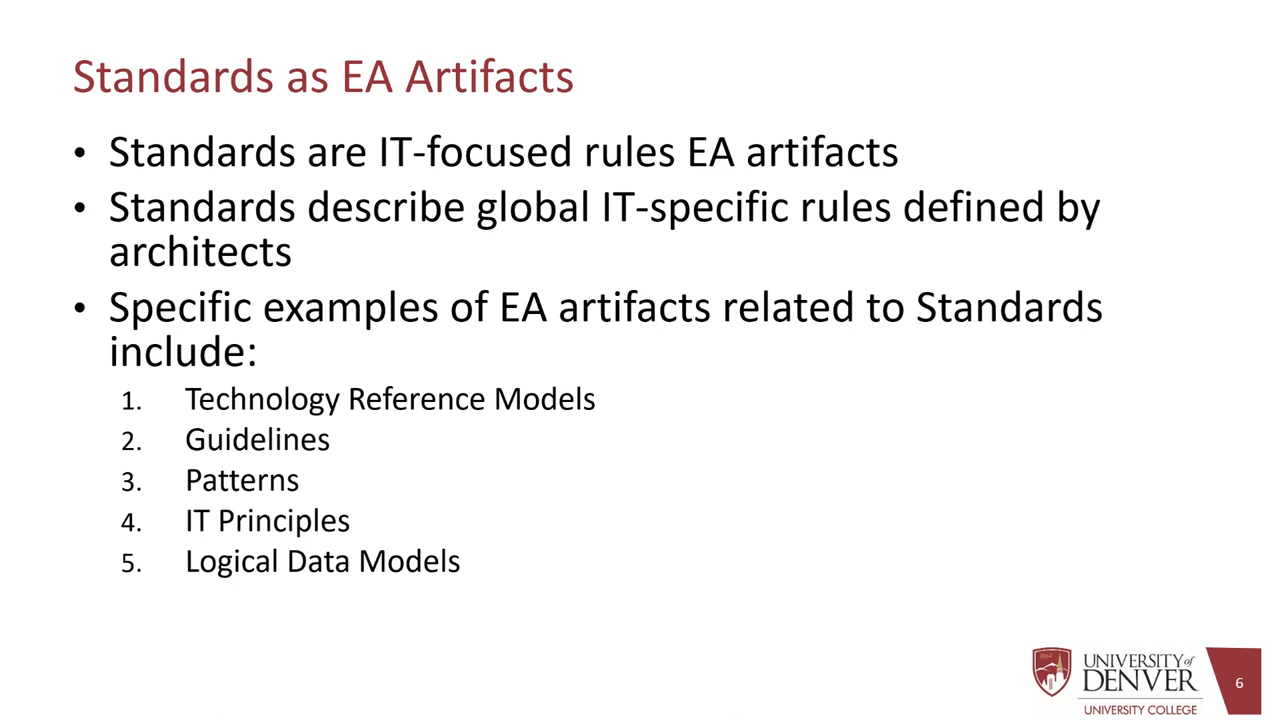 Standards as EA Artifacts
• Standards are IT-focused rules EA artifacts
• Standards describe global IT-specific rules defined by
architects
• Specific examples of EA artifacts related to Standards
include:
1. Technology Reference Models
2. Guidelines
3. Patterns
4. IT Principles
5. Logical Data Models
UNIVERSITY of
DENVER
UNIVERSITY COLLEGE
6